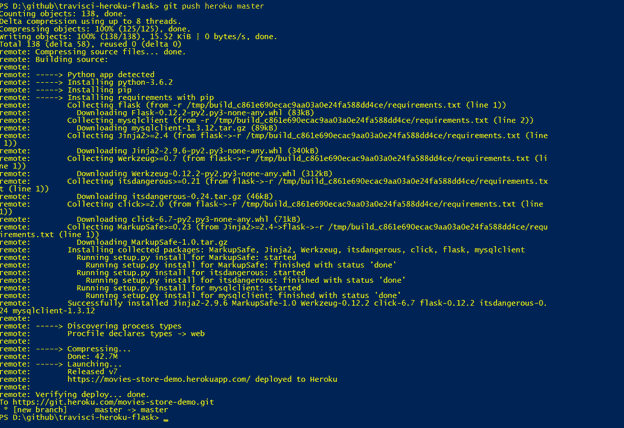 PS D:\github\travisci-heroku-flask> git push heroku master
Counting objects: 138, done.
Delta compression using up to 8 threads.
Compressing objects: 100% (125/125), done.
Writing objects: 100% (138/138), 15.52 KiB | 0 bytes/s, done.
Total 138 (delta 58), reused 0 (delta 0)
remote: Compressing source files... done.
remote: Building source:
remote:
remote: -----> Python app detected
remote: -----> Installing python-3.6.2
remote: -----> Installing pip
remote: -----> Installing requirements with pip
remote:        Collecting flask (from -r /tmp/build_c861e690ecac9aa03a0e24fa588dd4ce/requirements.txt (line 1))
remote:          Downloading Flask-0.12.2-py2.py3-none-any.whl (83kB)
remote:        Collecting mysqlclient (from -r /tmp/build_c861e690ecac9aa03a0e24fa588dd4ce/requirements.txt (line 2))
remote:          Downloading mysqlclient-1.3.12.tar.gz (89kB)
remote:        Collecting Jinja2>=2.4 (from flask->-r /tmp/build_c861e690ecac9aa03a0e24fa588dd4ce/requirements.txt (line
 1))
remote:          Downloading Jinja2-2.9.6-py2.py3-none-any.whl (340kB)
remote:        Collecting Werkzeug>=0.7 (from flask->-r /tmp/build_c861e690ecac9aa03a0e24fa588dd4ce/requirements.txt (li
ne 1))
remote:          Downloading Werkzeug-0.12.2-py2.py3-none-any.whl (312kB)
remote:        Collecting itsdangerous>=0.21 (from flask->-r /tmp/build_c861e690ecac9aa03a0e24fa588dd4ce/requirements.tx
t (line 1))
remote:          Downloading itsdangerous-0.24.tar.gz (46kB)
remote:        Collecting click>=2.0 (from flask->-r /tmp/build_c861e690ecac9aa03a0e24fa588dd4ce/requirements.txt (line
1))
remote:          Downloading click-6.7-py2.py3-none-any.whl (71kB)
remote:        Collecting MarkupSafe>=0.23 (from Jinja2>=2.4->flask->-r /tmp/build_c861e690ecac9aa03a0e24fa588dd4ce/requ
irements.txt (line 1))
remote:          Downloading MarkupSafe-1.0.tar.gz
remote:        Installing collected packages: MarkupSafe, Jinja2, Werkzeug, itsdangerous, click, flask, mysqlclient
remote:          Running setup.py install for MarkupSafe: started
remote:            Running setup.py install for MarkupSafe: finished with status 'done'
remote:          Running setup.py install for itsdangerous: started
remote:            Running setup.py install for itsdangerous: finished with status 'done'
remote:          Running setup.py install for mysqlclient: started
remote:            Running setup.py install for mysqlclient: finished with status 'done'
remote:        Successfully installed Jinja2-2.9.6 MarkupSafe-1.0 Werkzeug-0.12.2 click-6.7 flask-0.12.2 itsdangerous-0.
24 mysqlclient-1.3.12
remote:
remote: -----> Discovering process types
remote:        Procfile declares types -> web
remote:
remote: -----> Compressing...
remote:        Done: 42.7M
remote: -----> Launching...
remote:        Released v7
remote:        https://movies-store-demo.herokuapp.com/ deployed to Heroku
remote:
remote: Verifying deploy... done.
To https://git.heroku.com/movies-store-demo.git
 * [new branch]      master -> master
PS D:\github\travisci-heroku-flask> _